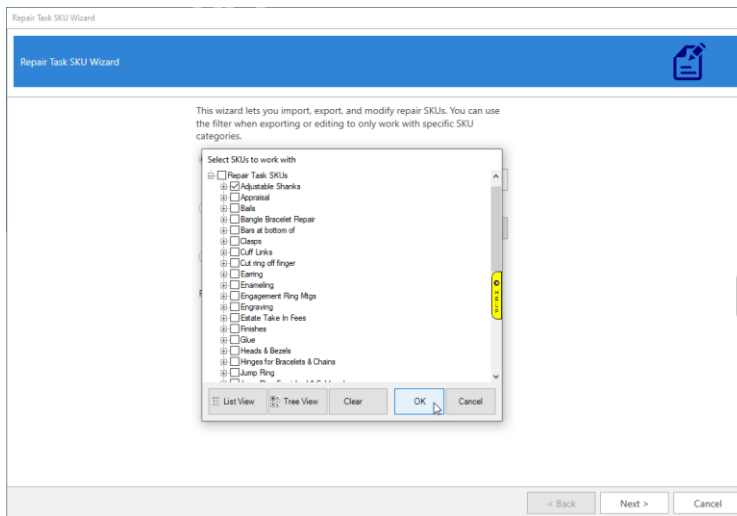 Repair Task SKU Wizard
Repair Task SKU Wizard
This wizard lets you import, export, and modify repair SKUs. You can use
the filter when exporting or editing to only work with specific SKU
categories.
Select SKUs to work with
Repair Task SKUs
Adjustable Shanks
Appraisal
Bails
Bangle Bracelet Repair
Bars at bottom of
Clasps
Cuff Links
Cut ring off finger
Earring
Enameling
Engagement Ring Mtgs
Engraving
Estate Take In Fees
Finishes
Glue
Heads & Bezels
Hinges for Bracelets & Chains
Jump Ring
HELP
List View
Tree View
Clear
OK
Cancel
< Back
Next >
Cancel